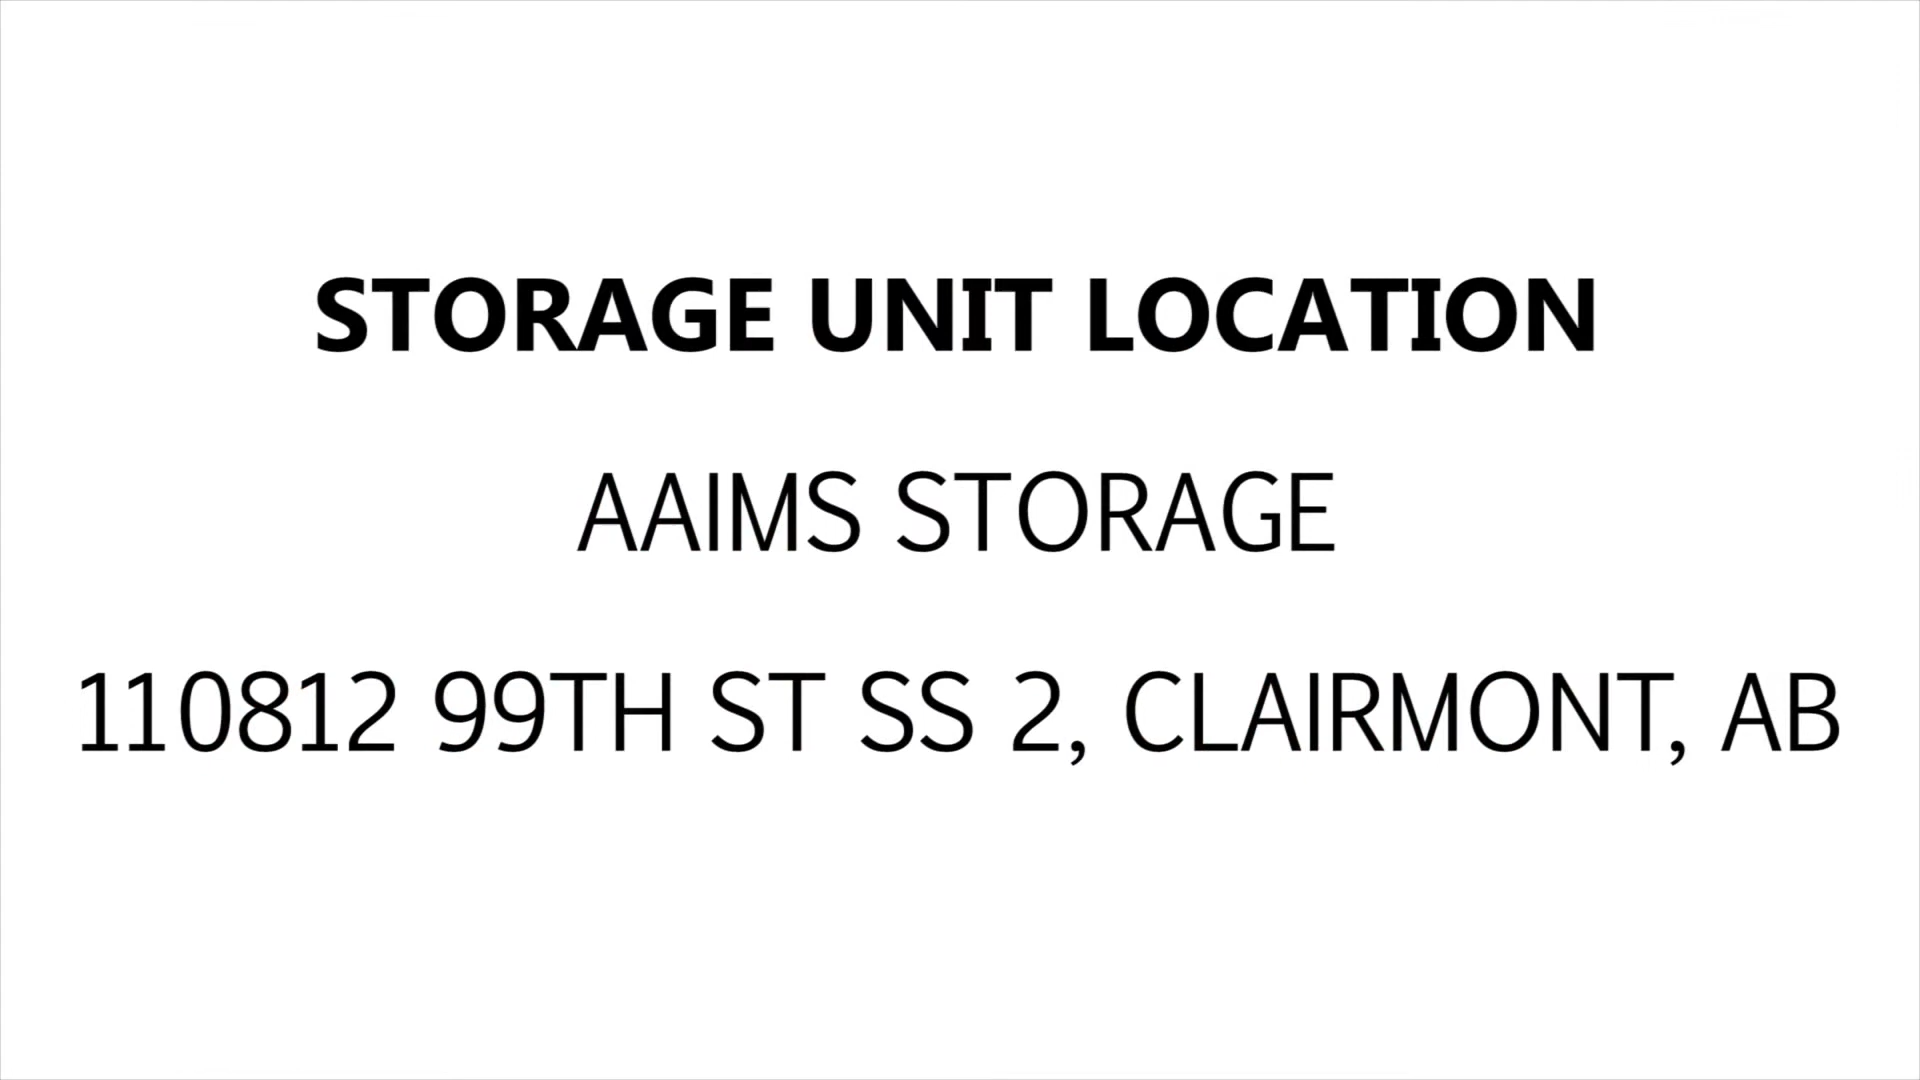 STORAGE UNIT LOCATION
AAIMS STORAGE
110812 99TH ST SS 2, CLAIRMONT, AB